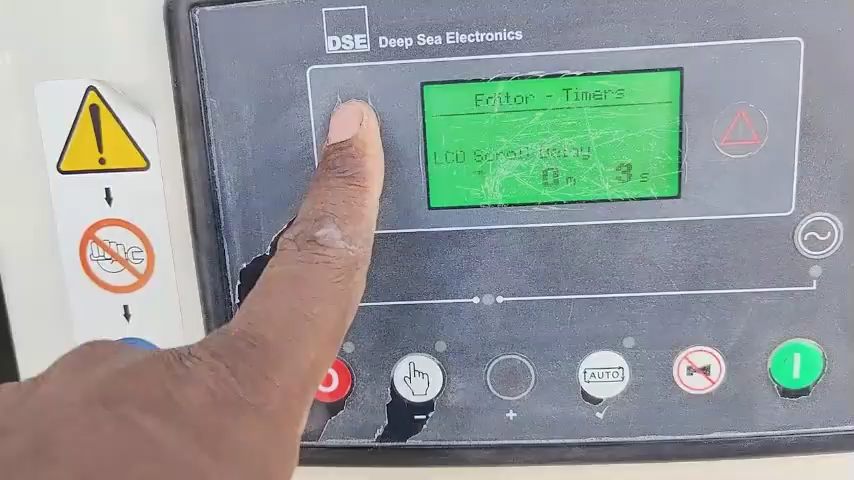 DSE Deep Sea Electronics
Editor - Timers
LCD Scroll Delay
0m 3s
AUTO